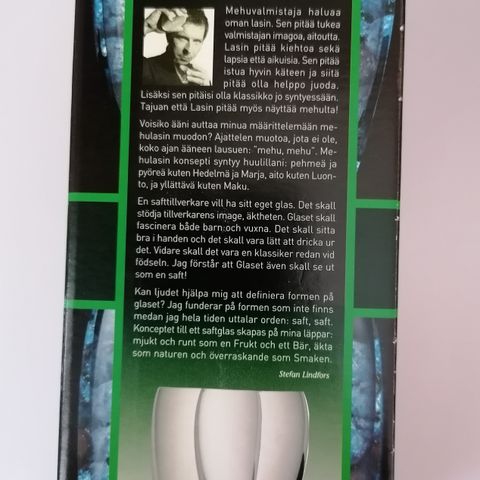 Mehuvalmistaja haluaa
oman lasin. Sen pitää tukea
valmistajan imagoa, aitoutta.
Lasin pitää kiehtoa sekä
lapsia että aikuisia. Sen pitää
istua hyvin käteen ja siitä
pitää olla helppo juoda.
Lisäksi sen pitäisi olla klassikko jo syntyessään.
Tajuan että Lasin pitää myös näyttää mehulta!
Voisiko ääni auttaa minua määrittelemään me-
hulasin muodon? Ajattelen muotoa, jota ei ole,
koko ajan ääneen lausuen: "mehu, mehu". Me-
hulasin konsepti syntyy huulillani: pehmeä ja
pyöreä kuten Hedelmä ja Marja, aito kuten Luon-
to, ja yllättävä kuten Maku.
En safttillverkare vill ha sitt eget glas. Det skall
stödja tillverkarens image, äktheten. Glaset skall
fascinera både barn:och vuxna. Det skall sitta
bra i handen och det skall vara lätt att dricka ur
det. Vidare skall det vara en klassiker redan vid
födseln. Jag förstår att Glaset även skall se ut
som en saft!
Kan ljudet hjälpa mig att definiera formen på
glaset? Jag funderar på formen som inte finns
medan jag hela tiden uttalar orden: saft, saft.
Konceptet till ett saftglas skapas på mina läppar:
mjukt och runt som en Frukt och ett Bär, äkta
som naturen och överraskande som Smaken.
Stefan Lindfors